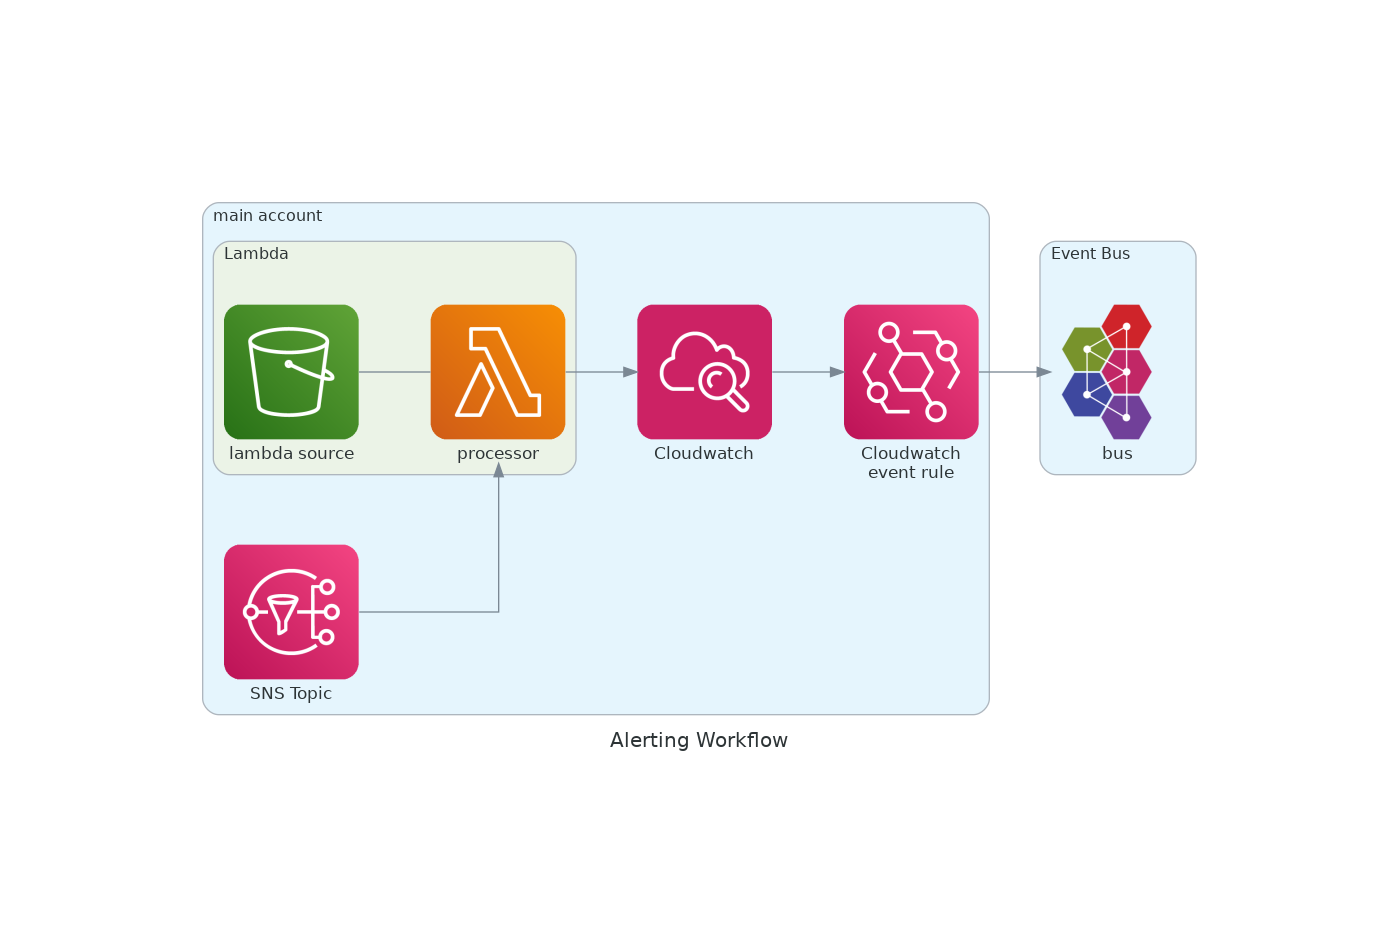 main account
Lambda
Event Bus
lambda source
processor
Cloudwatch
Cloudwatch
event rule
bus
SNS Topic
Alerting Workflow